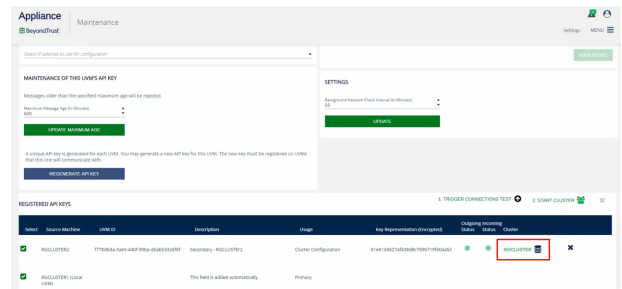 Appliance
BeyondTrust
Maintenance
Settings MENU
Select IP address to use for configuration
MAINTENANCE OF THIS UVM'S API KEY
Messages older than the specified maximum age will be rejected.
Maximum Message Age (in Minutes)
600
UPDATE MAXIMUM AGE
A unique API key is generated for each UVM. You may generate a new API key for this UVM. The new key must be registered on UVMs
that this one will communicate with.
REGENERATE API KEY
SETTINGS
Background Network Check Interval (in Minutes)
59
UPDATE
REGISTERED API KEYS
1. TRIGGER CONNECTIONS TEST
2. START CLUSTER
Select Source Machine UVM ID Description Usage Key Representation (Encrypted) Outgoing Status Incoming Status Cluster
RGCLUSTER2 Secondary - RGCLUSTEr2 Cluster Configuration RGCLUSTER
RGCLUSTER1 (Local UVM) This field is added automatically Primary